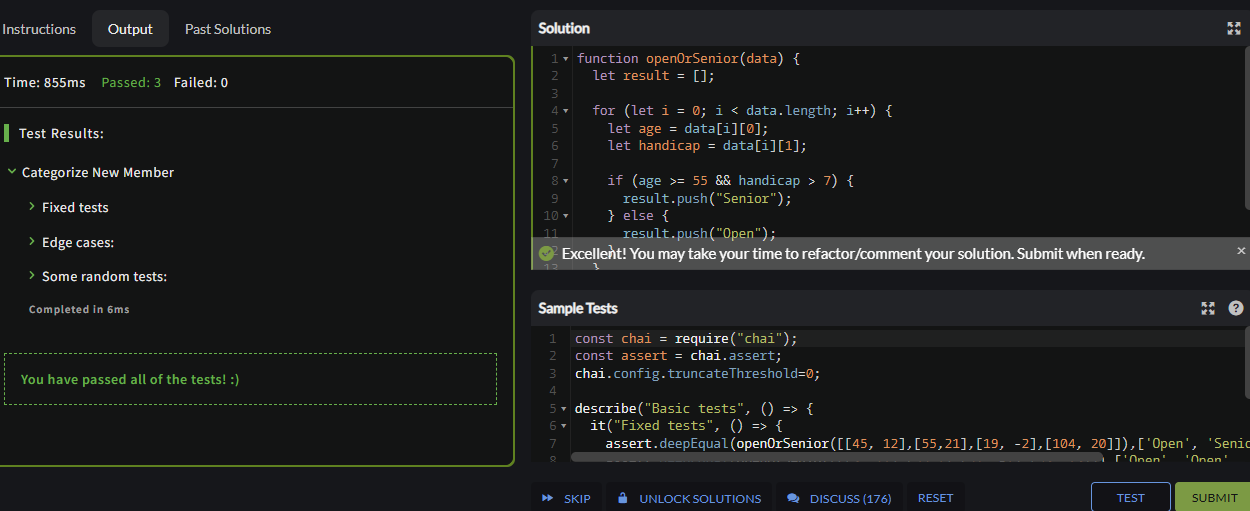 Instructions
Output
Past Solutions
Time: 855ms Passed: 3 Failed: 0
Test Results:
Categorize New Member
Fixed tests
Edge cases:
Some random tests:
Completed in 6ms
You have passed all of the tests! :)
Solution
1 function openOrSenior(data) {
2 let result = [];
3
4 for (let i = 0; i < data.length; i++) {
5 let age = data[i][0];
6 let handicap = data[i][1];
7
8 if (age >= 55 && handicap > 7) {
9 result.push("Senior");
10 } else {
11 result.push("Open");
}
Excellent! You may take your time to refactor/comment your solution. Submit when ready.
13 }
Sample Tests
1 const chai = require("chai");
2 const assert = chai.assert;
3 chai.config.truncateThreshold=0;
4
5 describe("Basic tests", () => {
6 it("Fixed tests", () => {
7 assert.deepEqual(openOrSenior([[45, 12],[55,21],[19, -2],[104, 20]]),['Open', 'Senio
8 ,['Open', 'Open',
SKIP
UNLOCK SOLUTIONS
DISCUSS (176)
RESET
TEST
SUBMIT